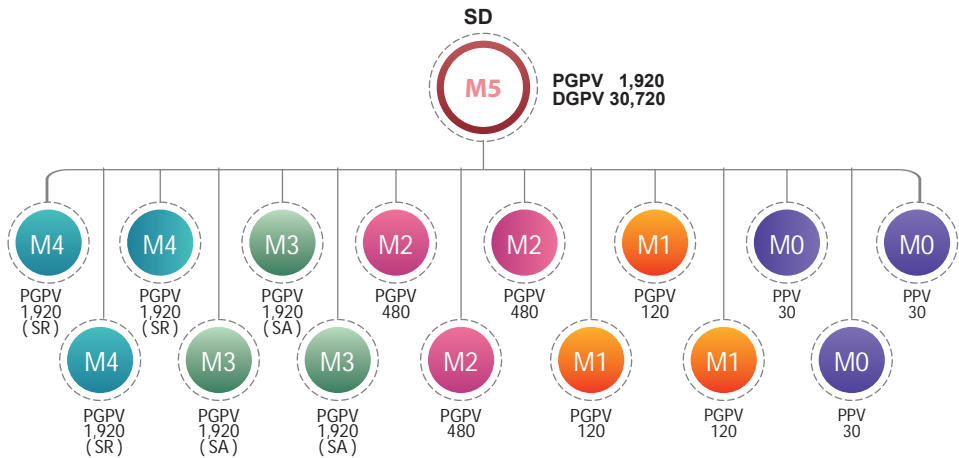 SD
M5
PGPV 1,920
DGPV 30,720
M4
M4
M3
M2
M2
M1
M0
M0
PGPV
1,920
(SR)
PGPV
1,920
(SR)
PGPV
1,920
(SA)
PGPV
480
PGPV
480
PGPV
120
PPV
30
PPV
30
M4
M3
M3
M2
M1
M1
M0
PGPV
1,920
(SR)
PGPV
1,920
(SA)
PGPV
1,920
(SA)
PGPV
480
PGPV
120
PGPV
120
PPV
30